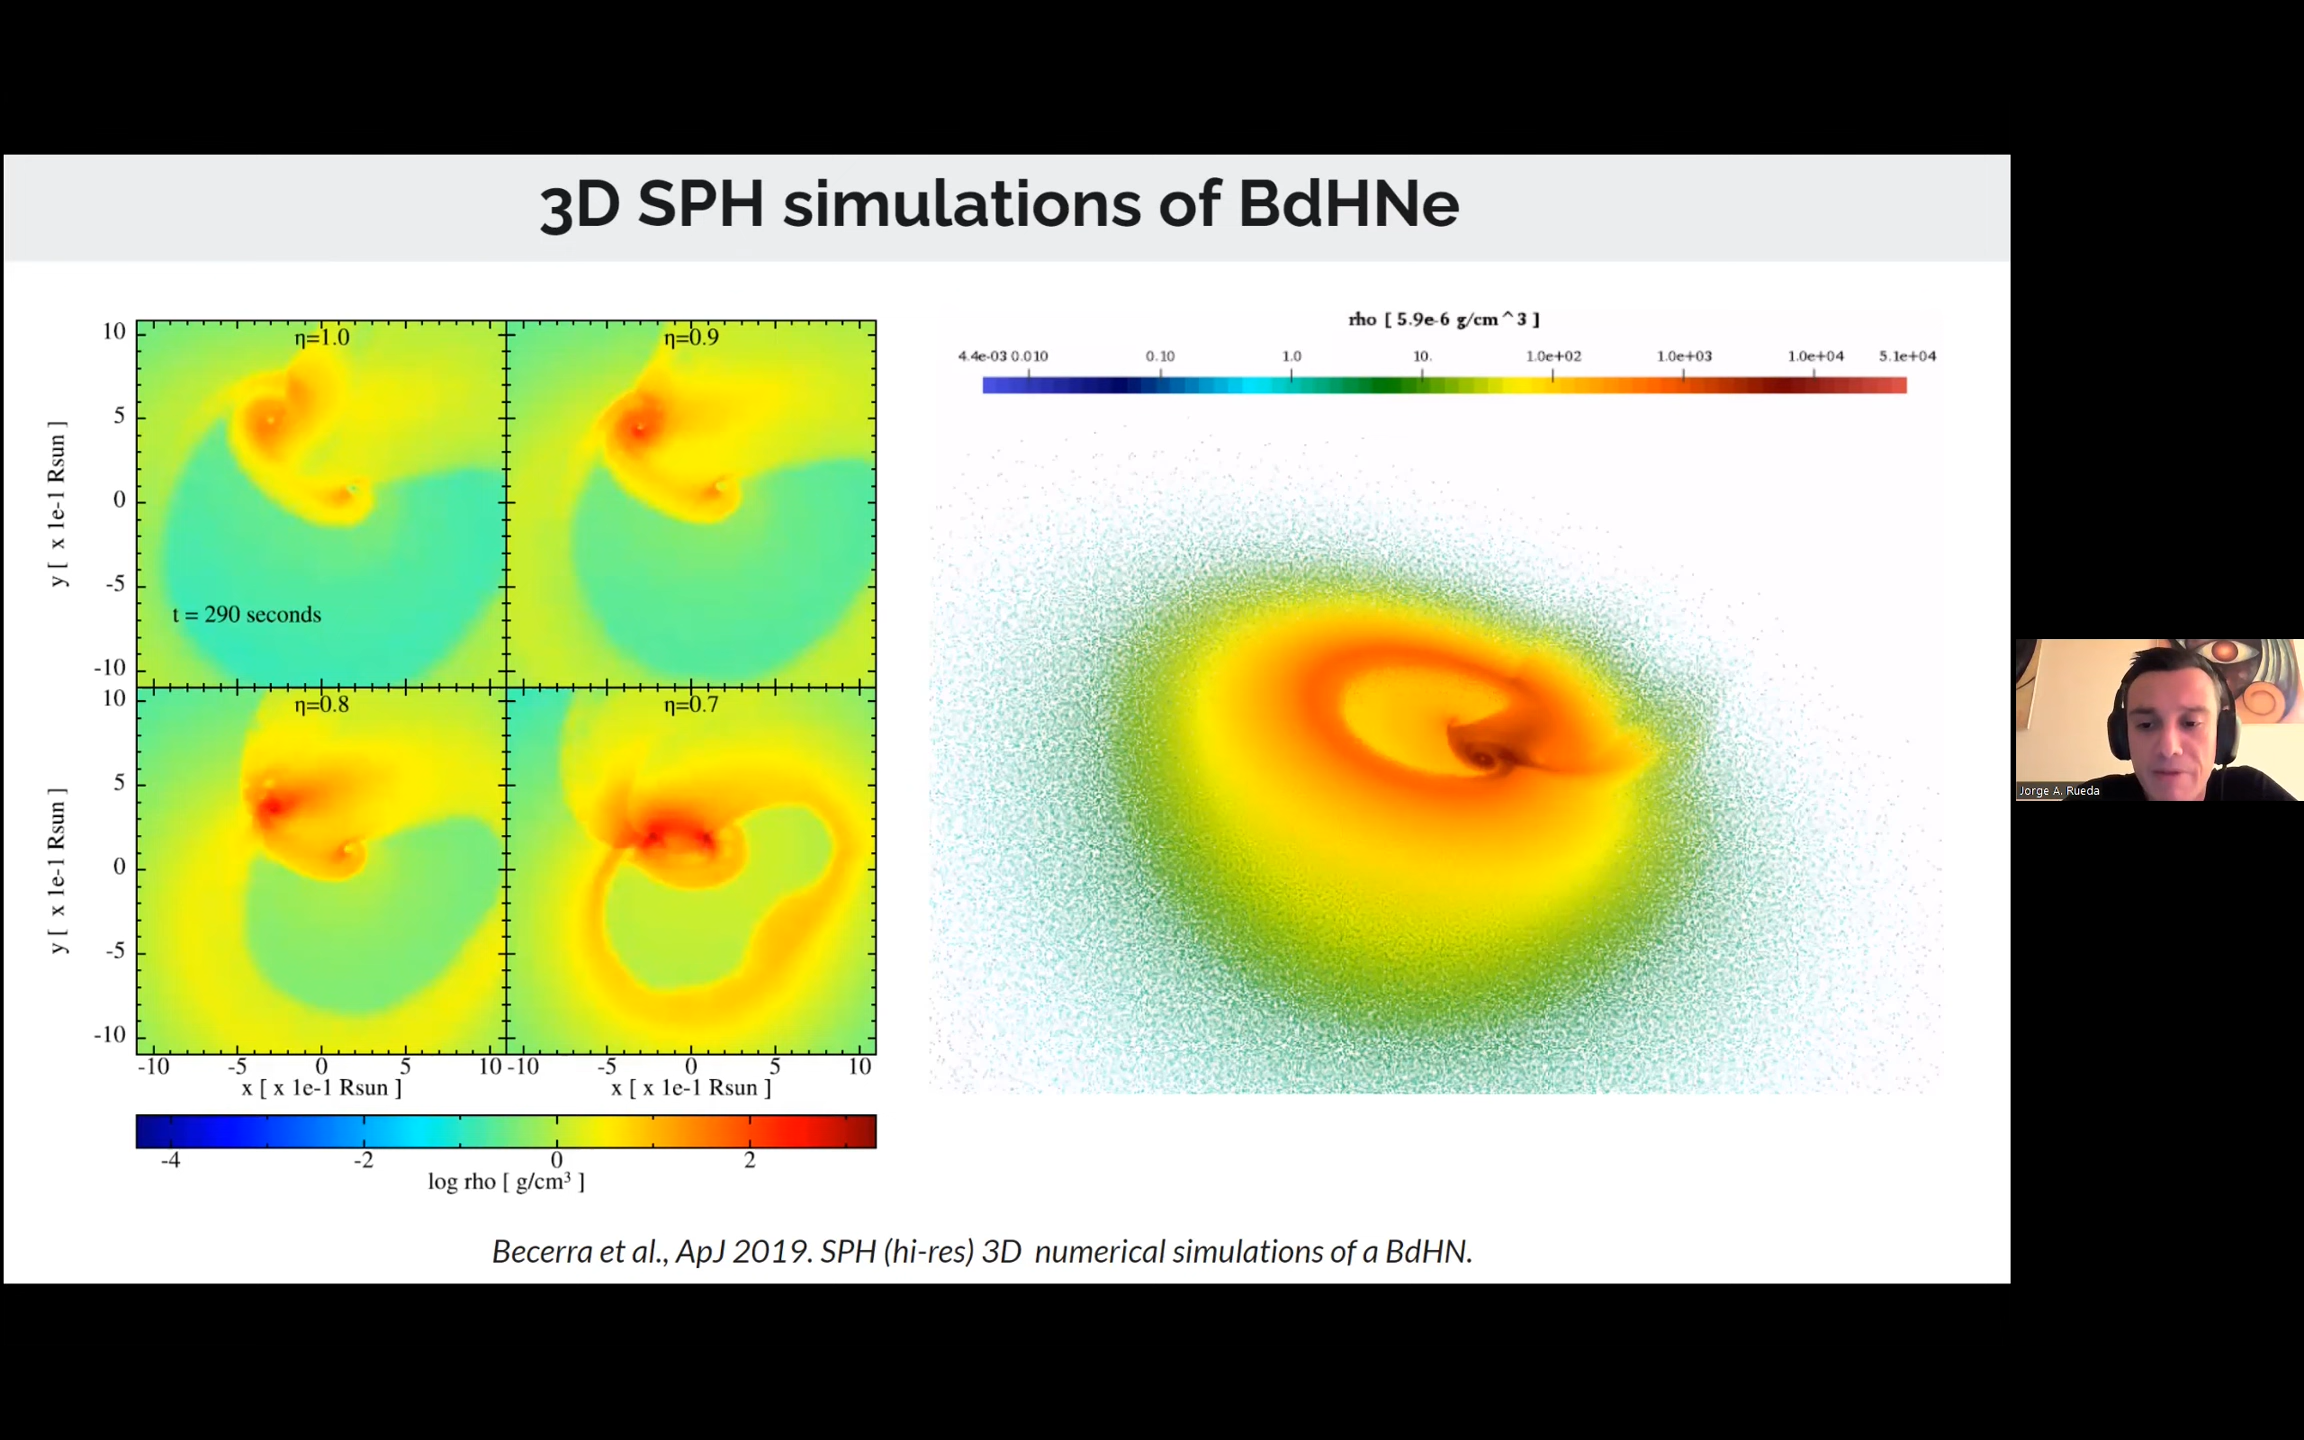 3D SPH simulations of BdHNe
η=1.0
η=0.9
10
5
0
-5
-10
y [ x 1e-1 Rsun ]
t = 290 seconds
η=0.8
η=0.7
10
5
0
-5
-10
y [ x 1e-1 Rsun ]
-10 -5 0 5 10 -10 -5 0 5 10
x [ x 1e-1 Rsun ]
x [ x 1e-1 Rsun ]
-4 -2 0 2
log rho [ g/cm³ ]
rho [ 5.9e-6 g/cm^3 ]
4.4e-03 0.010 0.10 1.0 10. 1.0e+02 1.0e+03 1.0e+04 5.1e+04
Becerra et al., ApJ 2019. SPH (hi-res) 3D numerical simulations of a BdHN.
Jorge A. Rueda